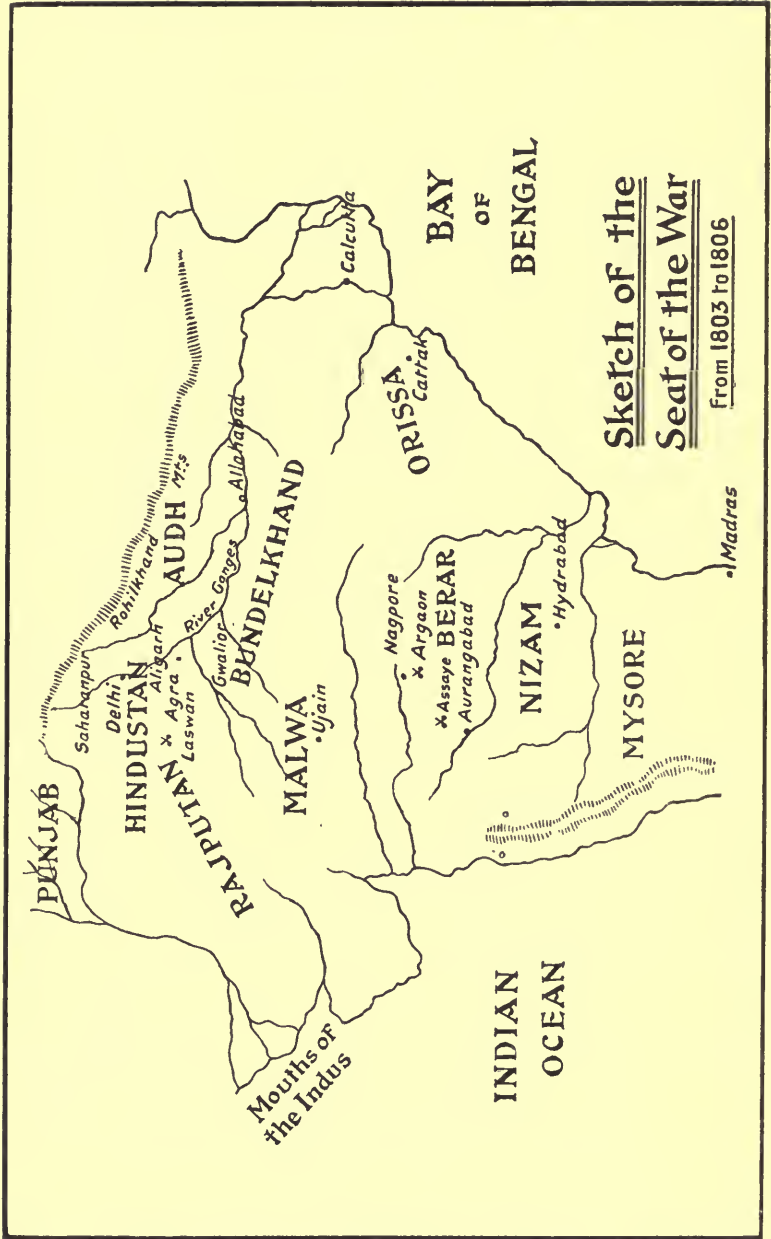 PUNJAB
Saharanpur
Delhi
HINDUSTAN
Rohilkhand
Aligarh
Agra
Laswan
RAJPUTAN
AUDH
Mts
River Ganges
Gwalior
Allahabad
BUNDELKHAND
MALWA
Ujain
Calcutta
Mouths of
the Indus
Nagpore
Argaon
Assaye
BERAR
Aurangabad
ORISSA
Cattak
BAY
OF
BENGAL
NIZAM
Hydrabad
INDIAN
OCEAN
MYSORE
Madras
Sketch of the
Seat of the War
From 1803 to 1806